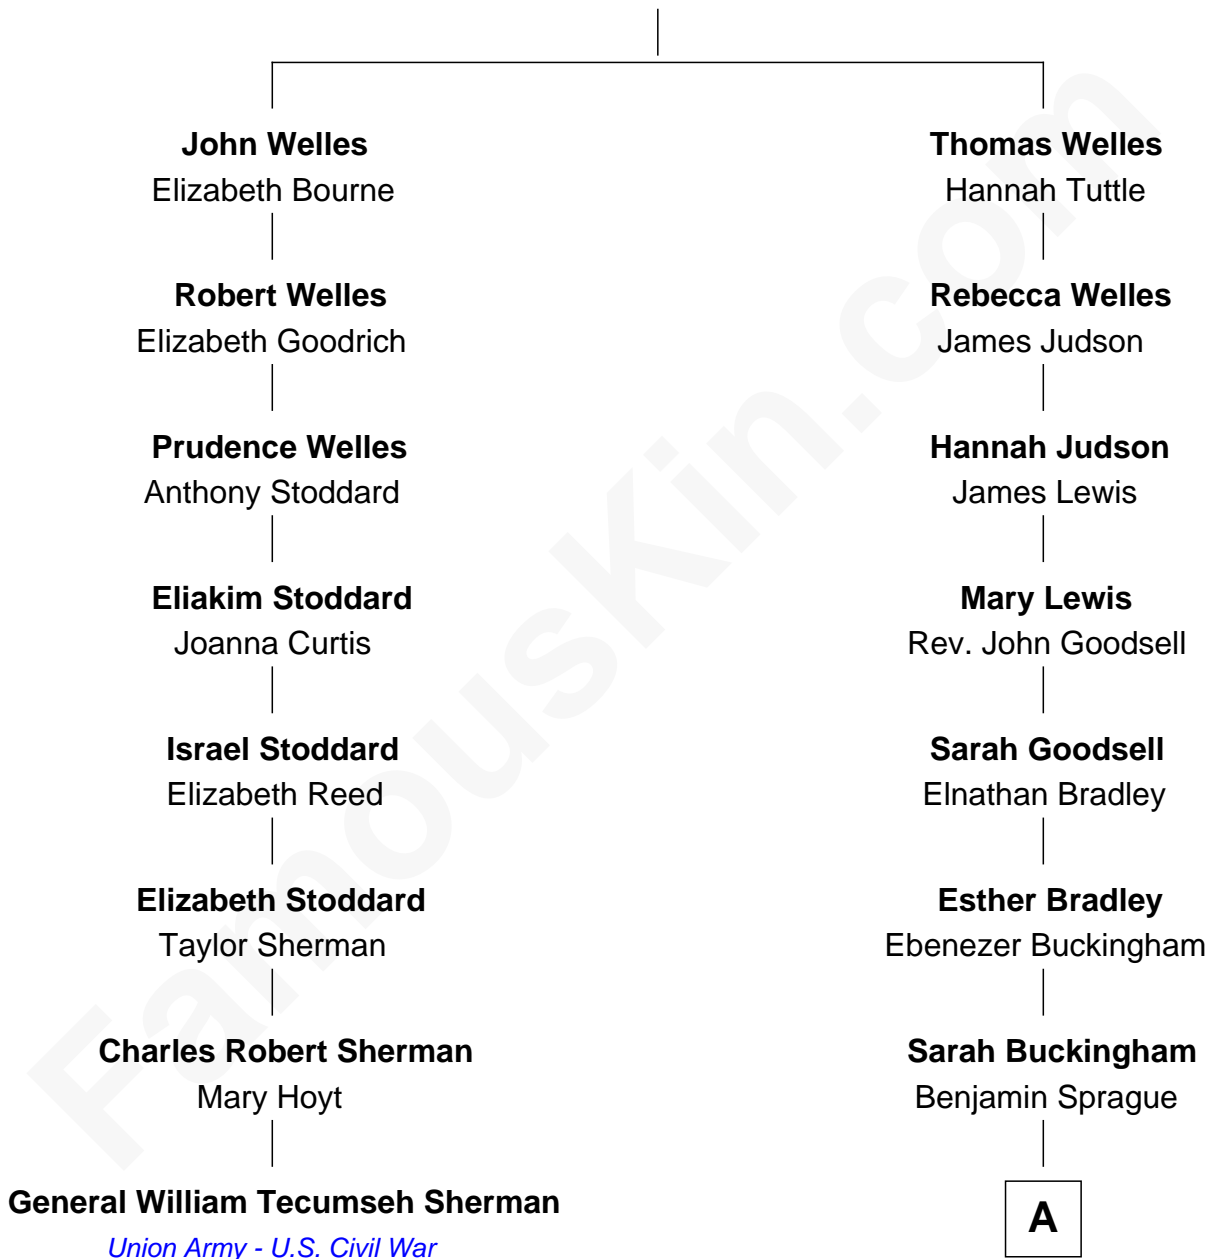 John Welles
Elizabeth Bourne
Thomas Welles
Hannah Tuttle
Robert Welles
Elizabeth Goodrich
Rebecca Welles
James Judson
Prudence Welles
Anthony Stoddard
Hannah Judson
James Lewis
Eliakim Stoddard
Joanna Curtis
Mary Lewis
Rev. John Goodsell
Israel Stoddard
Elizabeth Reed
Sarah Goodsell
Elnathan Bradley
Elizabeth Stoddard
Taylor Sherman
Esther Bradley
Ebenezer Buckingham
Charles Robert Sherman
Mary Hoyt
Sarah Buckingham
Benjamin Sprague
General William Tecumseh Sherman
Union Army - U.S. Civil War
A
FamousKin.com